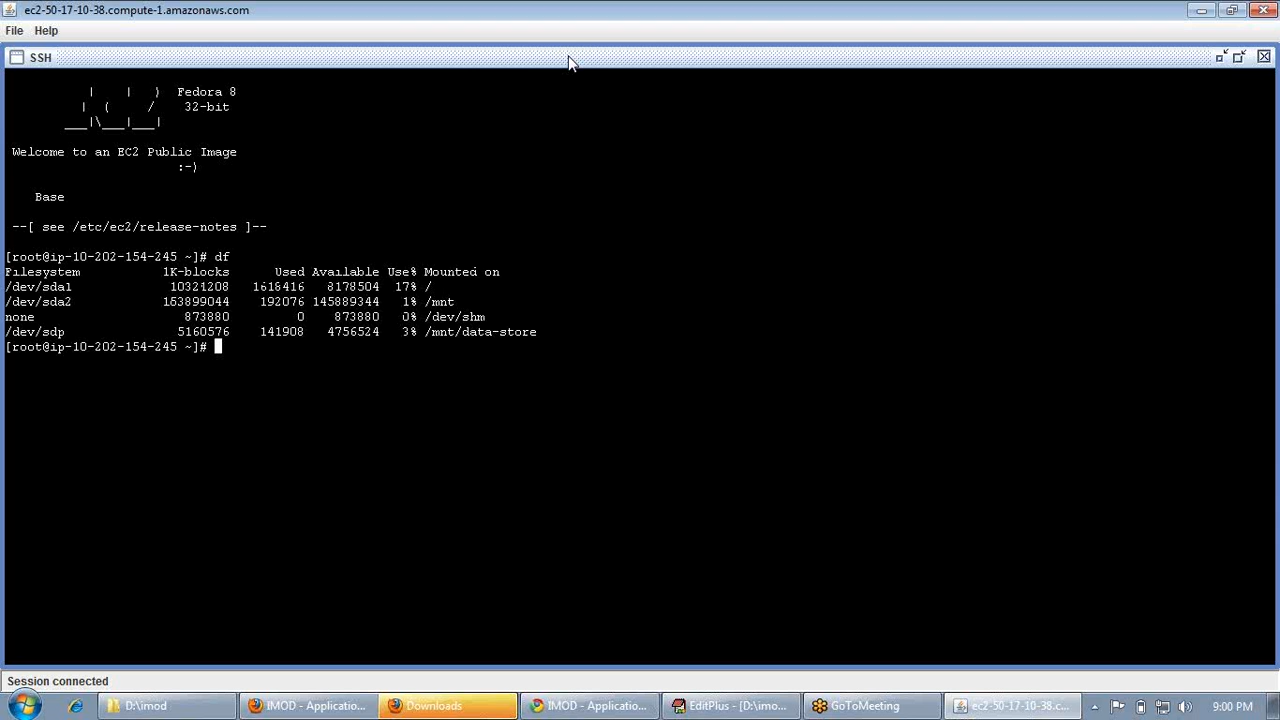 ec2-50-17-10-38.compute-1.amazonaws.com
File Help
SSH
Fedora 8
32-bit
Welcome to an EC2 Public Image
:-)
Base
--[ see /etc/ec2/release-notes ]--
[root@ip-10-202-154-245 ~]# df
Filesystem 1K-blocks Used Available Use% Mounted on
/dev/sda1 10321208 1618416 8178504 17% /
/dev/sda2 153899044 192076 145889344 1% /mnt
none 873880 0 873880 0% /dev/shm
/dev/sdp 5160576 141908 4756524 3% /mnt/data-store
[root@ip-10-202-154-245 ~]#
Session connected
D:\imod
IMOD - Applicatio...
Downloads
IMOD - Applicatio...
EditPlus - [D:\imo...
GoToMeeting
ec2-50-17-10-38.c...
9:00 PM